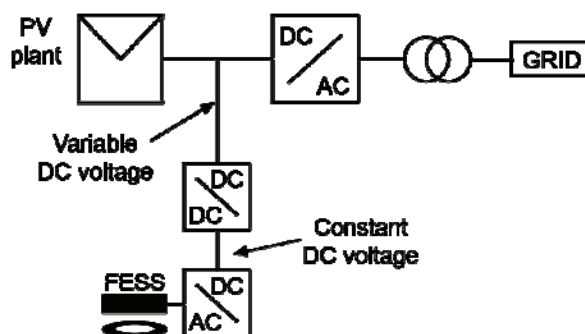 PV
plant
DC
AC
GRID
Variable
DC voltage
DC
DC
Constant
DC voltage
FESS
DC
AC